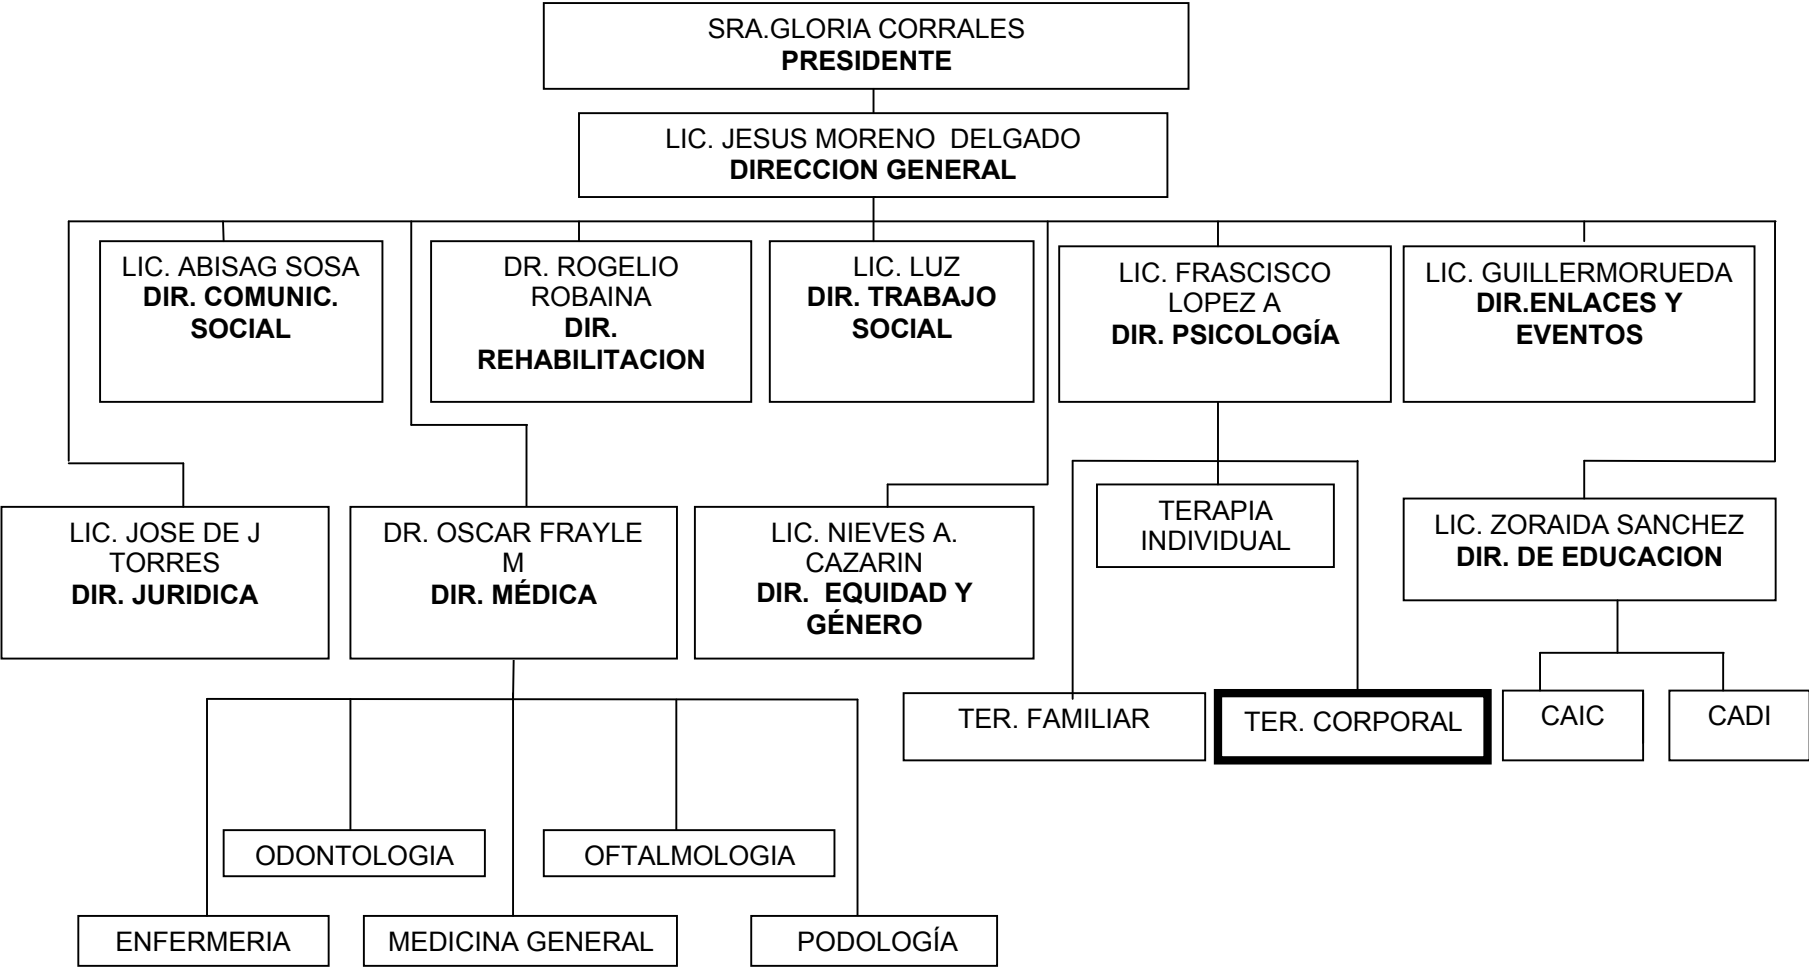 SRA.GLORIA CORRALES
PRESIDENTE
LIC. JESUS MORENO  DELGADO
DIRECCION GENERAL
LIC. ABISAG SOSA
DIR. COMUNIC.
SOCIAL
DR. ROGELIO
ROBAINA
DIR.
REHABILITACION
LIC. LUZ
DIR. TRABAJO
SOCIAL
LIC. FRASCISCO
LOPEZ A
DIR. PSICOLOGÍA
LIC. GUILLERMORUEDA
DIR.ENLACES Y
EVENTOS
LIC. JOSE DE J
TORRES
DIR. JURIDICA
DR. OSCAR FRAYLE
M
DIR. MÉDICA
LIC. NIEVES A.
CAZARIN
DIR.  EQUIDAD Y
GÉNERO
TERAPIA
INDIVIDUAL
LIC. ZORAIDA SANCHEZ
DIR. DE EDUCACION
TER. FAMILIAR
TER. CORPORAL
CAIC
CADI
ODONTOLOGIA
OFTALMOLOGIA
ENFERMERIA
MEDICINA GENERAL
PODOLOGÍA